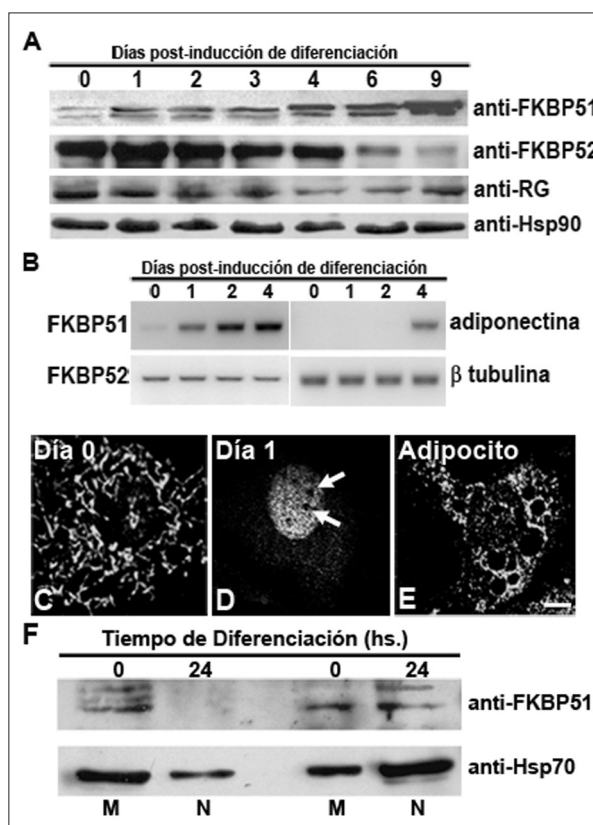 A
Días post-inducción de diferenciación
0 1 2 3 4 6 9
anti-FKBP51
anti-FKBP52
anti-RG
anti-Hsp90
B
Días post-inducción de diferenciación
0 1 2 4 0 1 2 4
FKBP51 adiponectina
FKBP52 β tubulina
Día 0 Día 1 Adipocito
C D E
F
Tiempo de Diferenciación (hs.)
0 24 0 24
anti-FKBP51
anti-Hsp70
M N M N